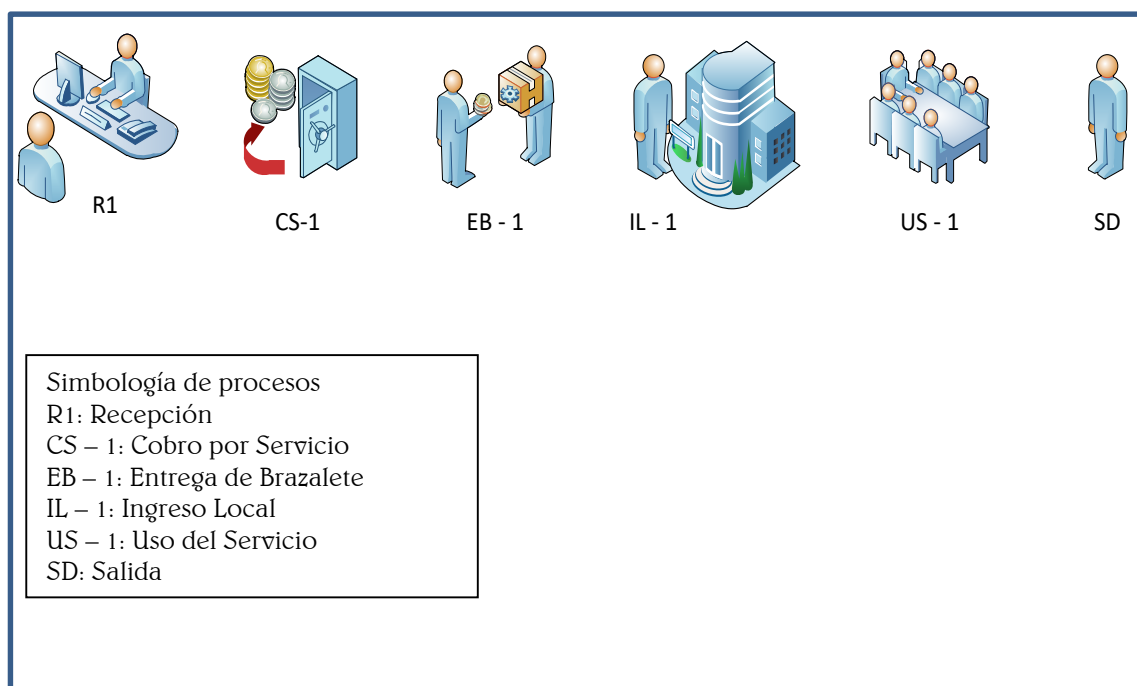 R1
CS-1
EB - 1
IL - 1
US - 1
SD
Simbología de procesos
R1: Recepción
CS – 1: Cobro por Servicio
EB – 1: Entrega de Brazalete
IL – 1: Ingreso Local
US – 1: Uso del Servicio
SD: Salida